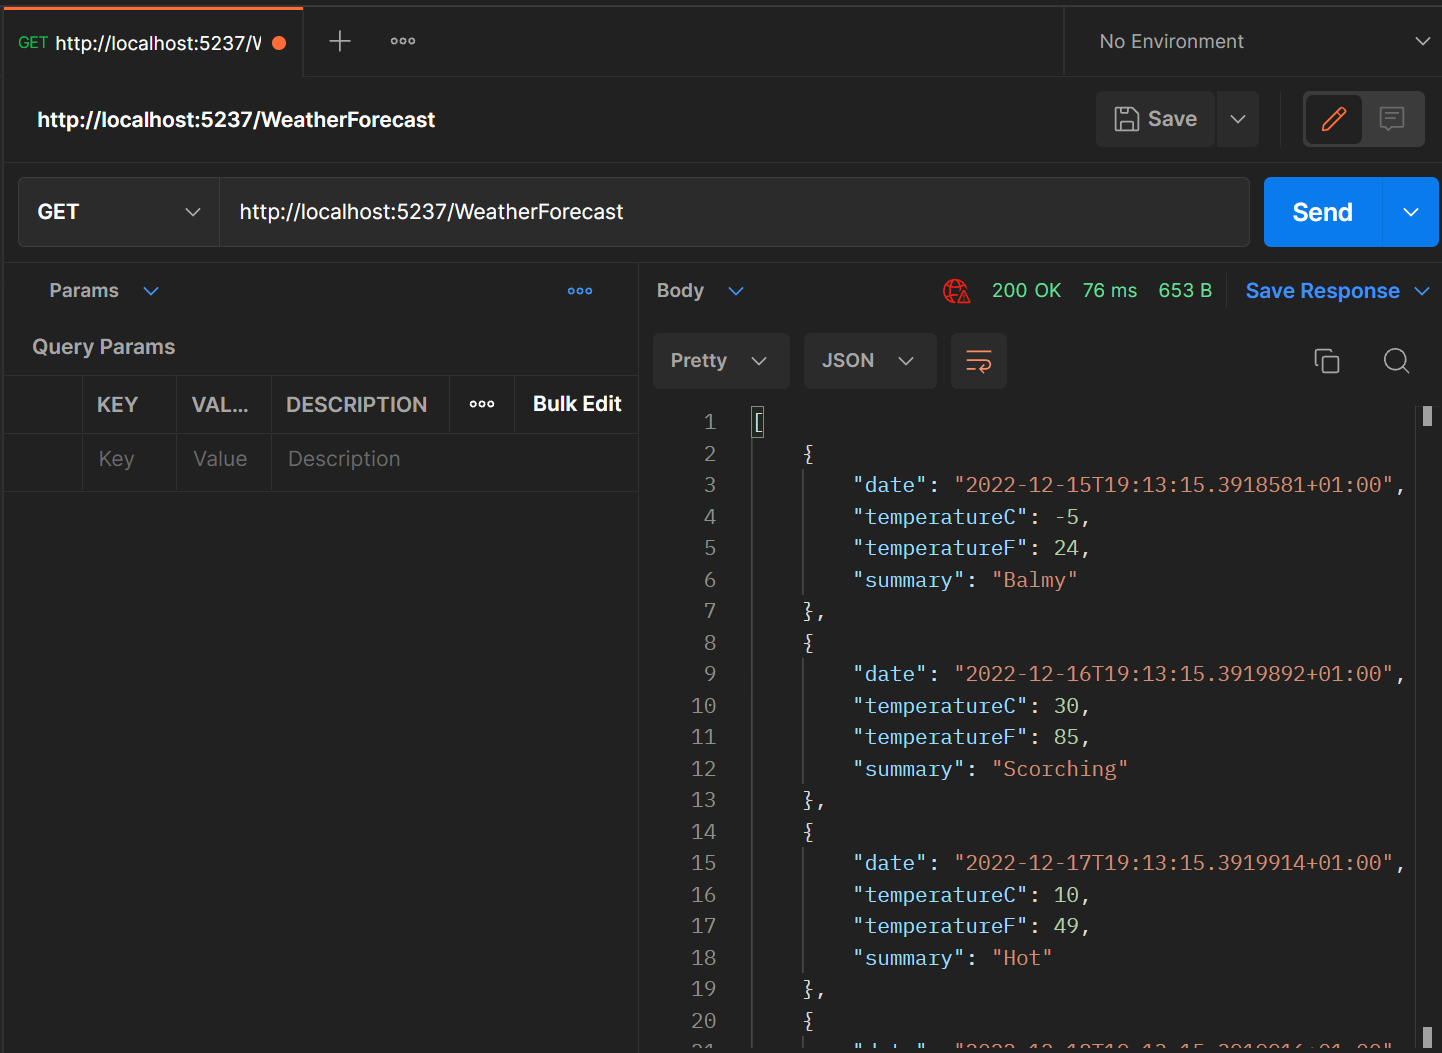 GET http://localhost:5237/W
No Environment
http://localhost:5237/WeatherForecast
Save
GET http://localhost:5237/WeatherForecast
Send
Params
Body
200 OK 76 ms 653 B Save Response
Query Params
Pretty JSON
KEY VAL... DESCRIPTION Bulk Edit
Key Value Description
1 [
2 {
3 "date": "2022-12-15T19:13:15.3918581+01:00",
4 "temperatureC": -5,
5 "temperatureF": 24,
6 "summary": "Balmy"
7 },
8 {
9 "date": "2022-12-16T19:13:15.3919892+01:00",
10 "temperatureC": 30,
11 "temperatureF": 85,
12 "summary": "Scorching"
13 },
14 {
15 "date": "2022-12-17T19:13:15.3919914+01:00",
16 "temperatureC": 10,
17 "temperatureF": 49,
18 "summary": "Hot"
19 },
20 {